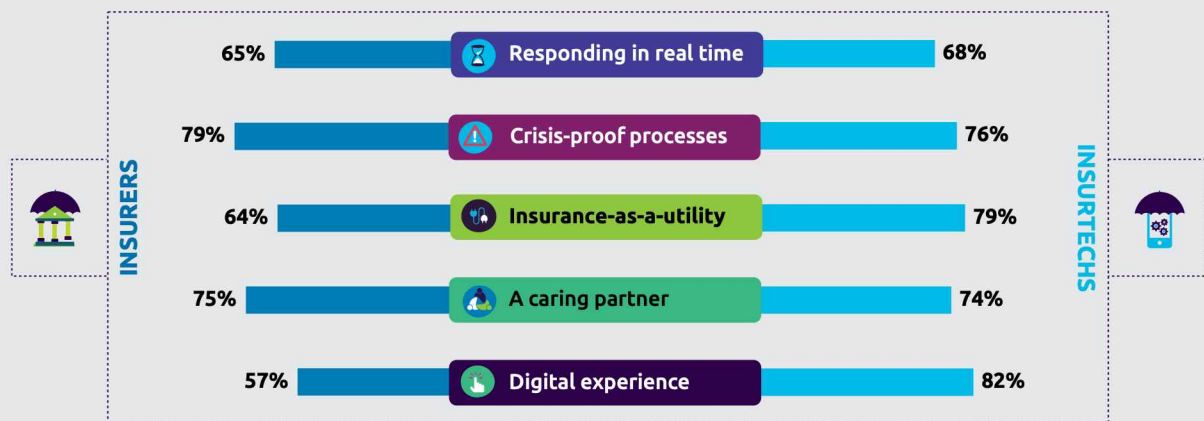 65% Responding in real time 68%
79% Crisis-proof processes 76%
INSURERS
64% Insurance-as-a-utility 79%
INSURTECHS
75% A caring partner 74%
57% Digital experience 82%